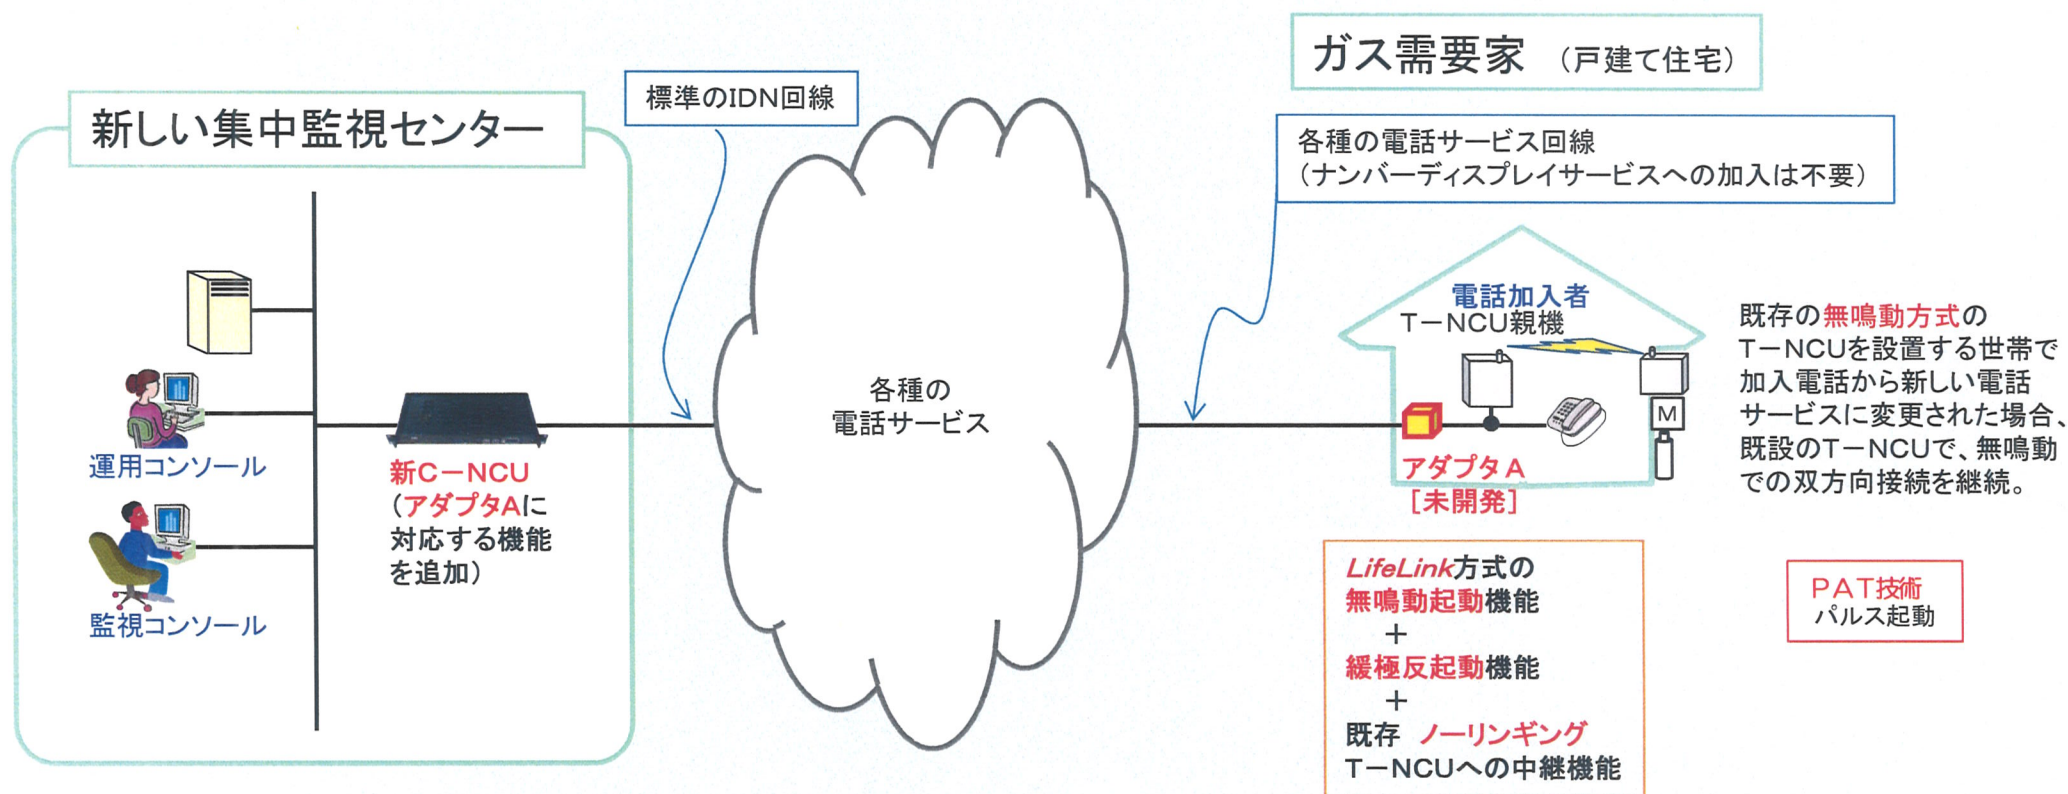 ガス需要家 （戸建て住宅）
標準のIDN回線
新しい集中監視センター
各種の電話サービス回線
（ナンバーディスプレイサービスへの加入は不要）
電話加入者
T－NCU親機
既存の無鳴動方式の
T－NCUを設置する世帯で
加入電話から新しい電話
サービスに変更された場合、
既設のT－NCUで、無鳴動
での双方向接続を継続。
各種の
電話サービス
M
運用コンソール
新C－NCU
（アダプタAに
対応する機能
を追加）
アダプタA
［未開発］
監視コンソール
LifeLink方式の
無鳴動起動機能
＋
緩極反起動機能
＋
既存 ノーリンギング
T－NCUへの中継機能
PAT技術
パルス起動